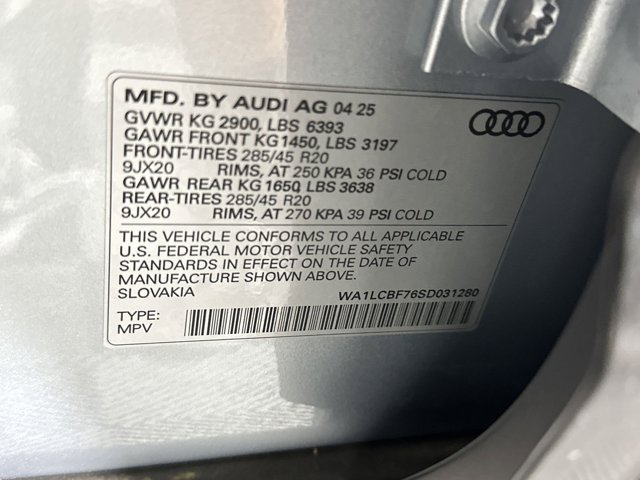 MFD. BY AUDI AG 04 25
GVWR KG 2900, LBS 6393
GAWR FRONT KG1450, LBS 3197
FRONT-TIRES 285/45 R20
9JX20 RIMS, AT 250 KPA 36 PSI COLD
GAWR REAR KG 1650, LBS 3638
REAR-TIRES 285/45 R20
9JX20 RIMS, AT 270 KPA 39 PSI COLD
THIS VEHICLE CONFORMS TO ALL APPLICABLE
U.S. FEDERAL MOTOR VEHICLE SAFETY
STANDARDS IN EFFECT ON THE DATE OF
MANUFACTURE SHOWN ABOVE.
SLOVAKIA WA1LCBF76SD031280
TYPE:
MPV